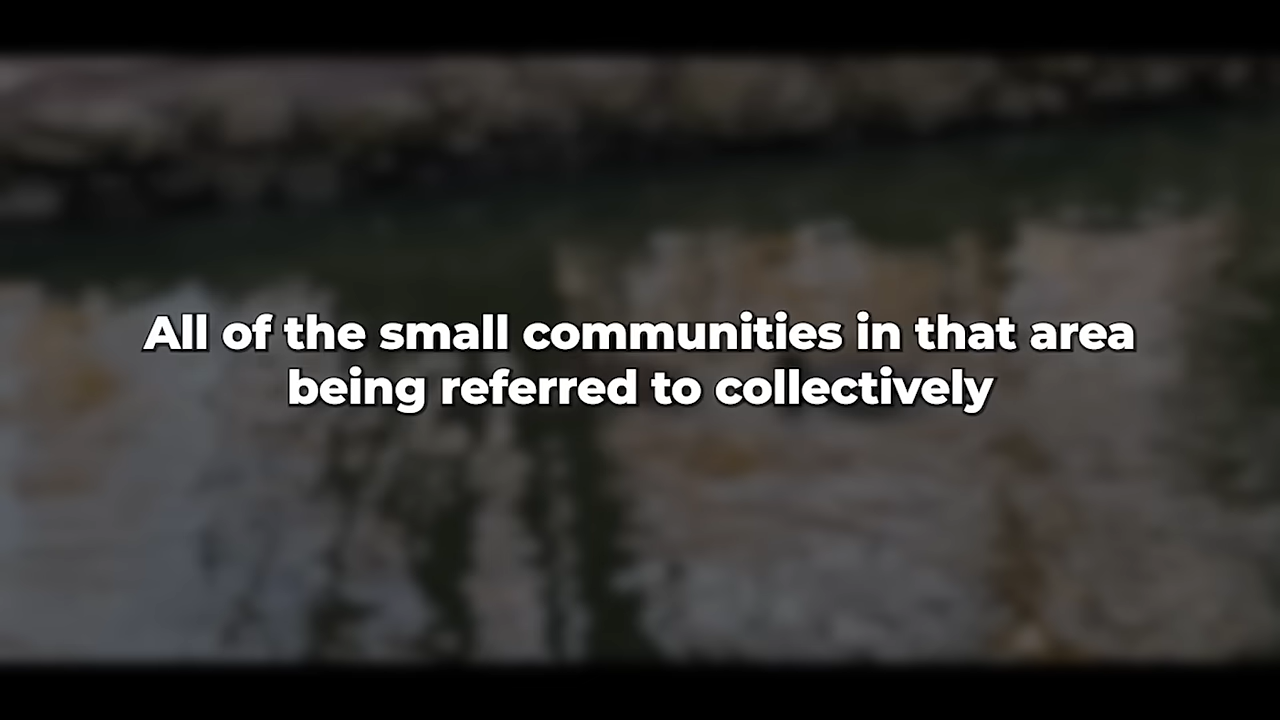 All of the small communities in that area
being referred to collectively